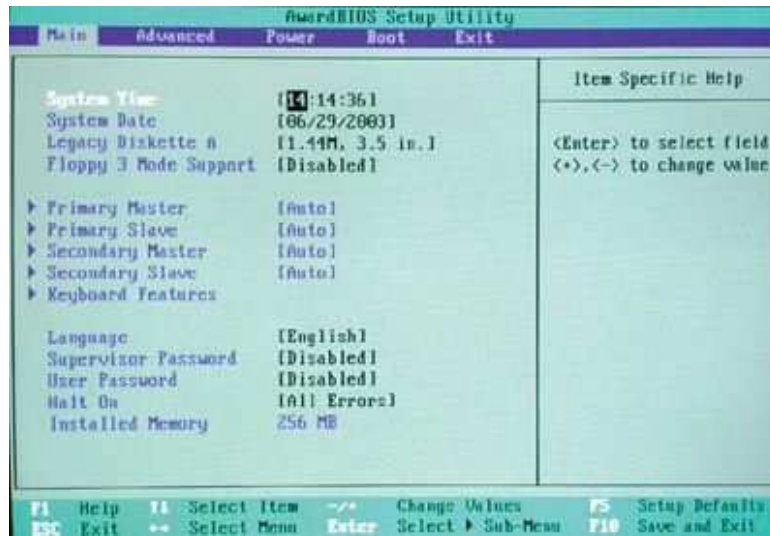 AwardBIOS Setup Utility
Main Advanced Power Boot Exit
Item Specific Help
System Time [14:14:36]
System Date [06/29/2003]
Legacy Diskette A [1.44M, 3.5 in.]
Floppy 3 Mode Support [Disabled]
<Enter> to select field
<+>,<-> to change value
Primary Master [Auto]
Primary Slave [Auto]
Secondary Master [Auto]
Secondary Slave [Auto]
Keyboard Features
Language [English]
Supervisor Password [Disabled]
User Password [Disabled]
Halt On [All Errors]
Installed Memory 256 MB
F1 Help ↑↓ Select Item -/+ Change Values F5 Setup Defaults
ESC Exit ↔ Select Menu Enter Select ▶ Sub-Menu F10 Save and Exit